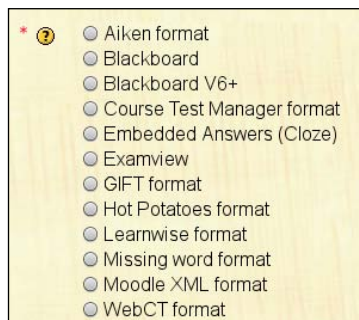 * ? Aiken format
Blackboard
Blackboard V6+
Course Test Manager format
Embedded Answers (Cloze)
Examview
GIFT format
Hot Potatoes format
Learnwise format
Missing word format
Moodle XML format
WebCT format